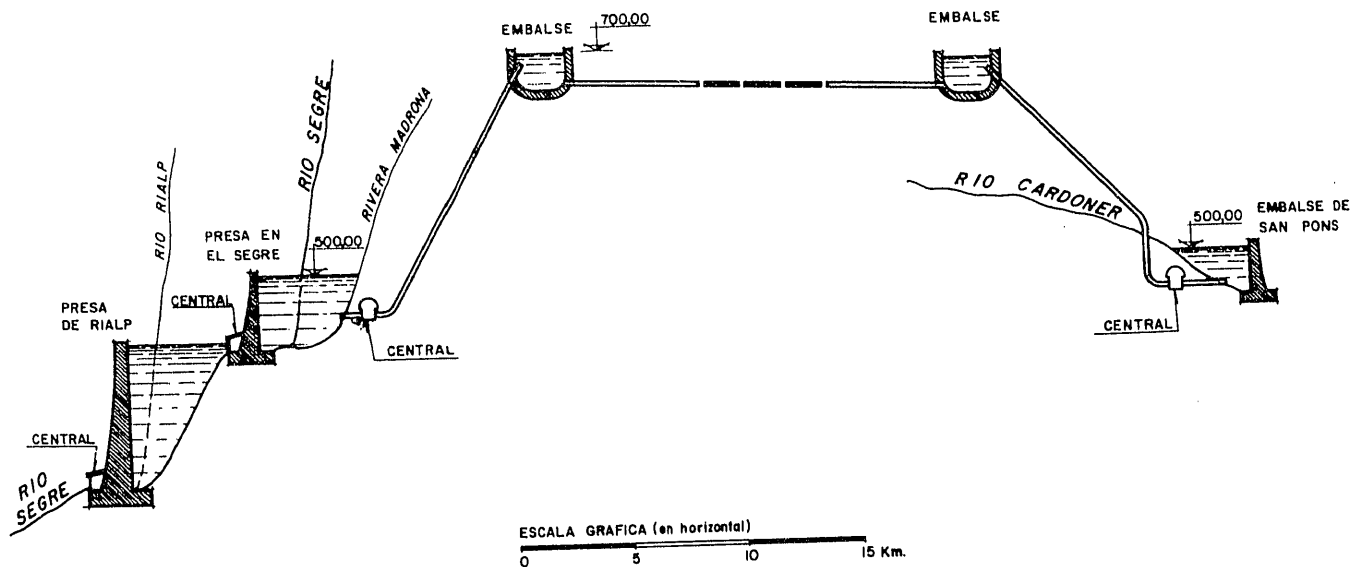 EMBALSE
700,00
EMBALSE
RIO SEGRE
RIVERA MADRONA
RIO RIALP
RIO CARDONER
PRESA EN
EL SEGRE
500,00
500,00
EMBALSE DE
SAN PONS
CENTRAL
PRESA
DE RIALP
CENTRAL
CENTRAL
CENTRAL
RIO
SEGRE
ESCALA GRAFICA (en horizontal)
0 5 10 15 Km.